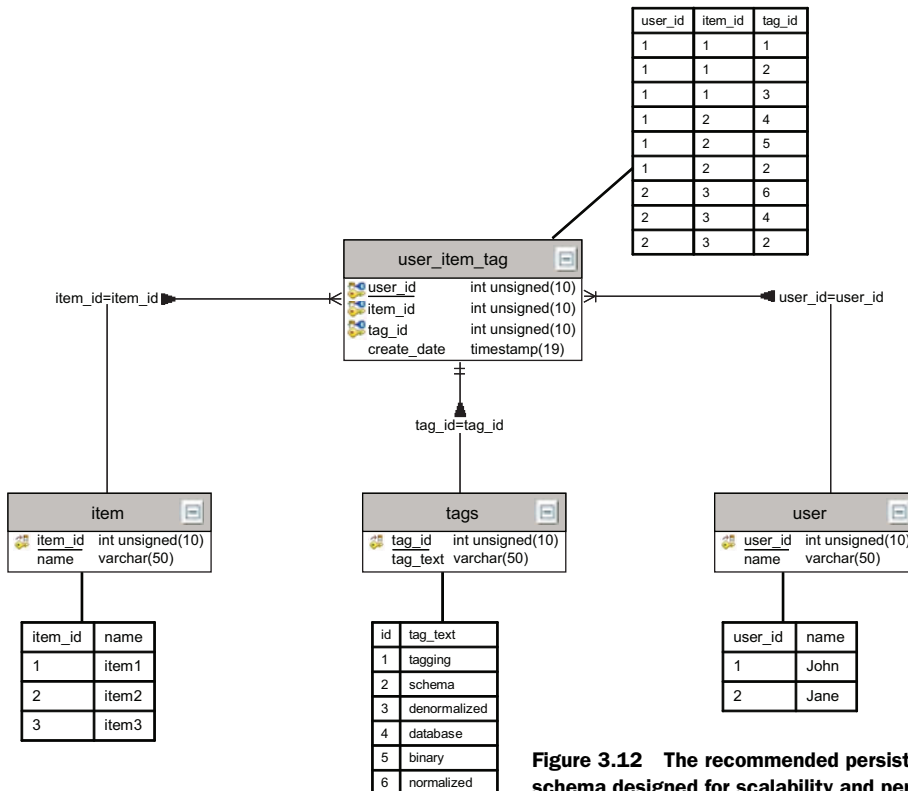 user_id item_id tag_id
1 1 1
1 1 2
1 1 3
1 2 4
1 2 5
1 2 2
2 3 6
2 3 4
2 3 2
user_item_tag
user_id int unsigned(10)
item_id int unsigned(10)
tag_id int unsigned(10)
create_date timestamp(19)
item_id=item_id
user_id=user_id
tag_id=tag_id
item
item_id int unsigned(10)
name varchar(50)
tags
tag_id int unsigned(10)
tag_text varchar(50)
user
user_id int unsigned(10)
name varchar(50)
item_id name
1 item1
2 item2
3 item3
id tag_text
1 tagging
2 schema
3 denormalized
4 database
5 binary
6 normalized
user_id name
1 John
2 Jane
Figure 3.12 The recommended persist
schema designed for scalability and per